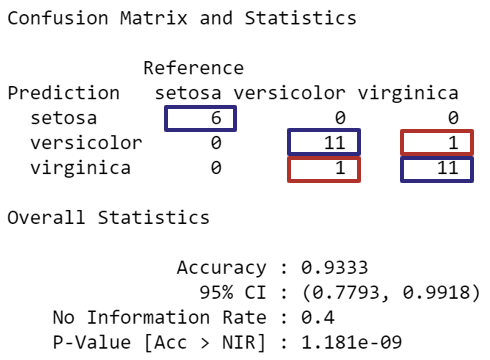 Confusion Matrix and Statistics
Reference
Prediction setosa versicolor virginica
setosa 6 0 0
versicolor 0 11 1
virginica 0 1 11
Overall Statistics
Accuracy : 0.9333
95% CI : (0.7793, 0.9918)
No Information Rate : 0.4
P-Value [Acc > NIR] : 1.181e-09